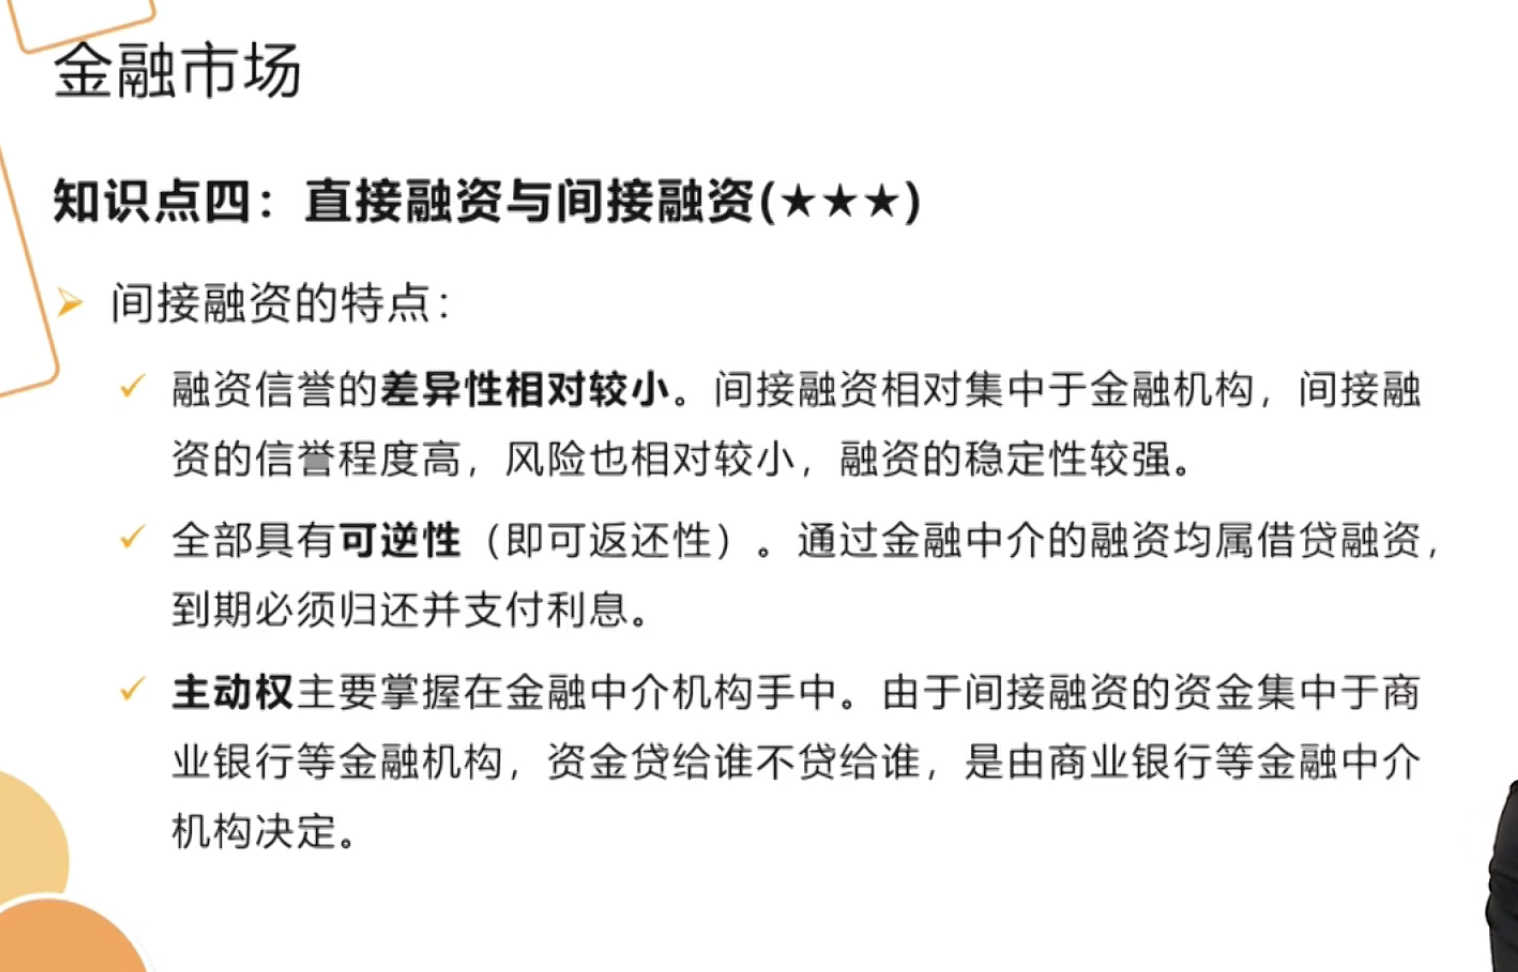 金融市场
知识点四：直接融资与间接融资(★★★)
间接融资的特点：
融资信誉的差异性相对较小。间接融资相对集中于金融机构，间接融
资的信誉程度高，风险也相对较小，融资的稳定性较强。
全部具有可逆性（即可返还性）。通过金融中介的融资均属借贷融资，
到期必须归还并支付利息。
主动权主要掌握在金融中介机构手中。由于间接融资的资金集中于商
业银行等金融机构，资金贷给谁不贷给谁，是由商业银行等金融中介
机构决定。